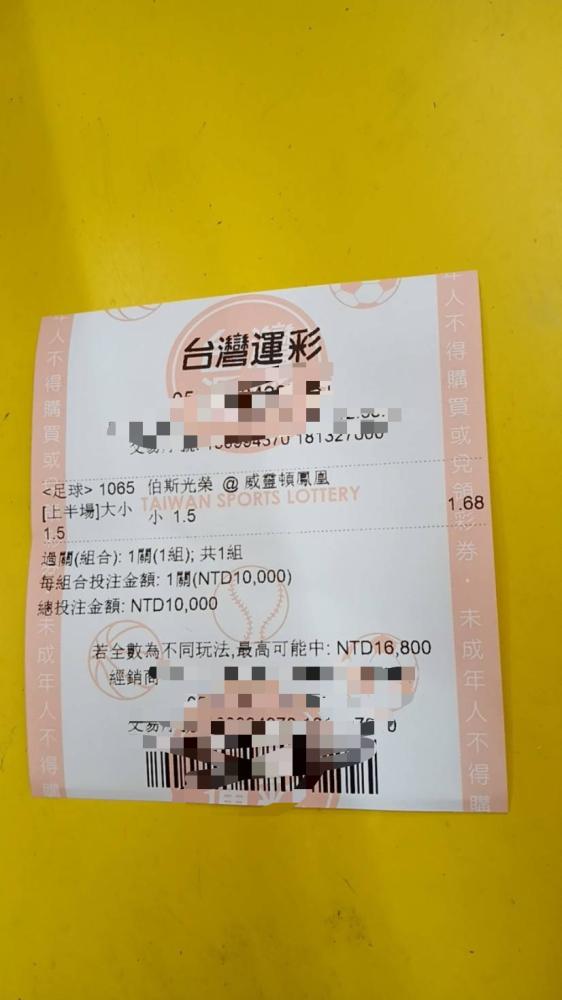 台灣運彩
<足球> 1065 伯斯光榮 @ 威靈頓鳳凰
TAIWAN SPORTS LOTTERY
[上半場]大小 小 1.5 1.68
1.5
過關(組合): 1關(1組); 共1組
每組合投注金額: 1關(NTD10,000)
總投注金額: NTD10,000
若全數為不同玩法,最高可能中: NTD16,800
經銷商
年人不得購買或兌領彩券．未成年人不得購
未成年人不得購